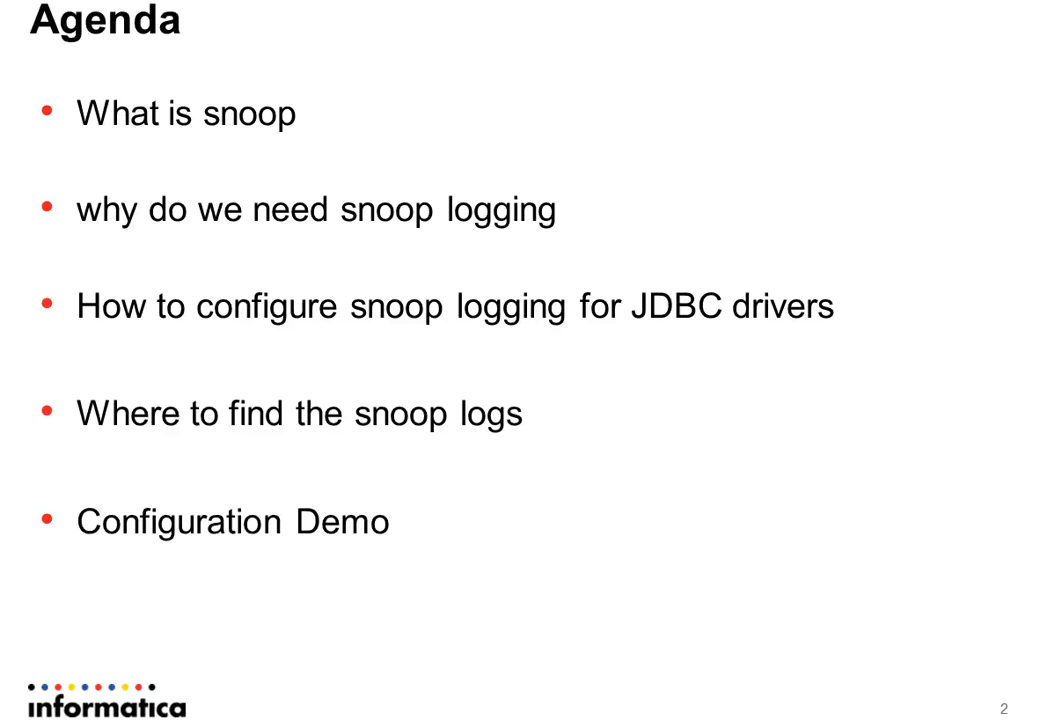 Agenda
• What is snoop
• why do we need snoop logging
• How to configure snoop logging for JDBC drivers
• Where to find the snoop logs
• Configuration Demo
informatica
2